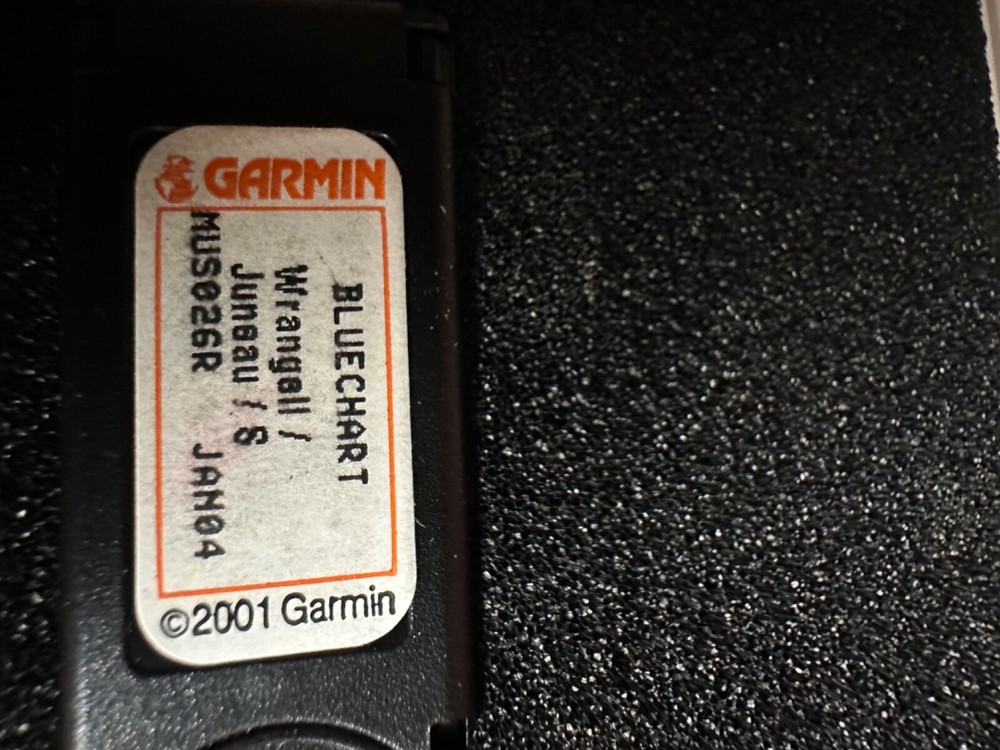 GARMIN
BLUECHART
Wrangell /
Juneau / S
MUS026R JAN04
©2001 Garmin